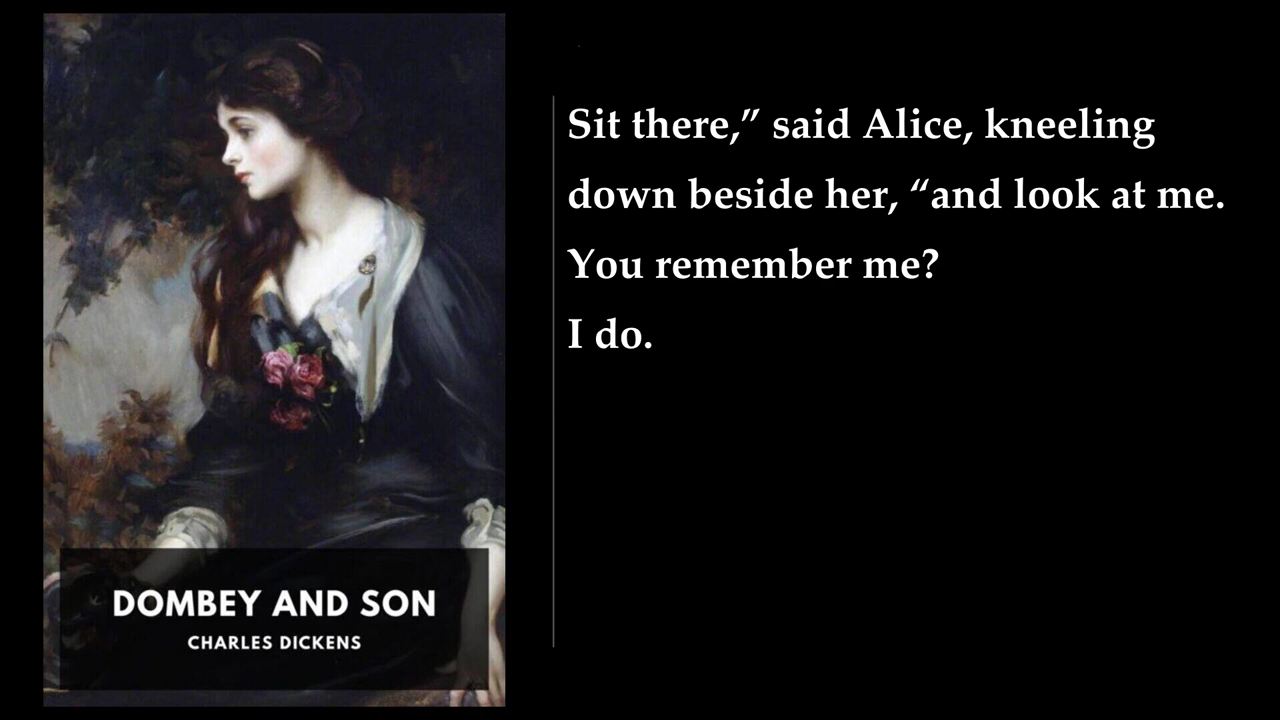 DOMBEY AND SON
CHARLES DICKENS
Sit there,” said Alice, kneeling
down beside her, “and look at me.
You remember me?
I do.